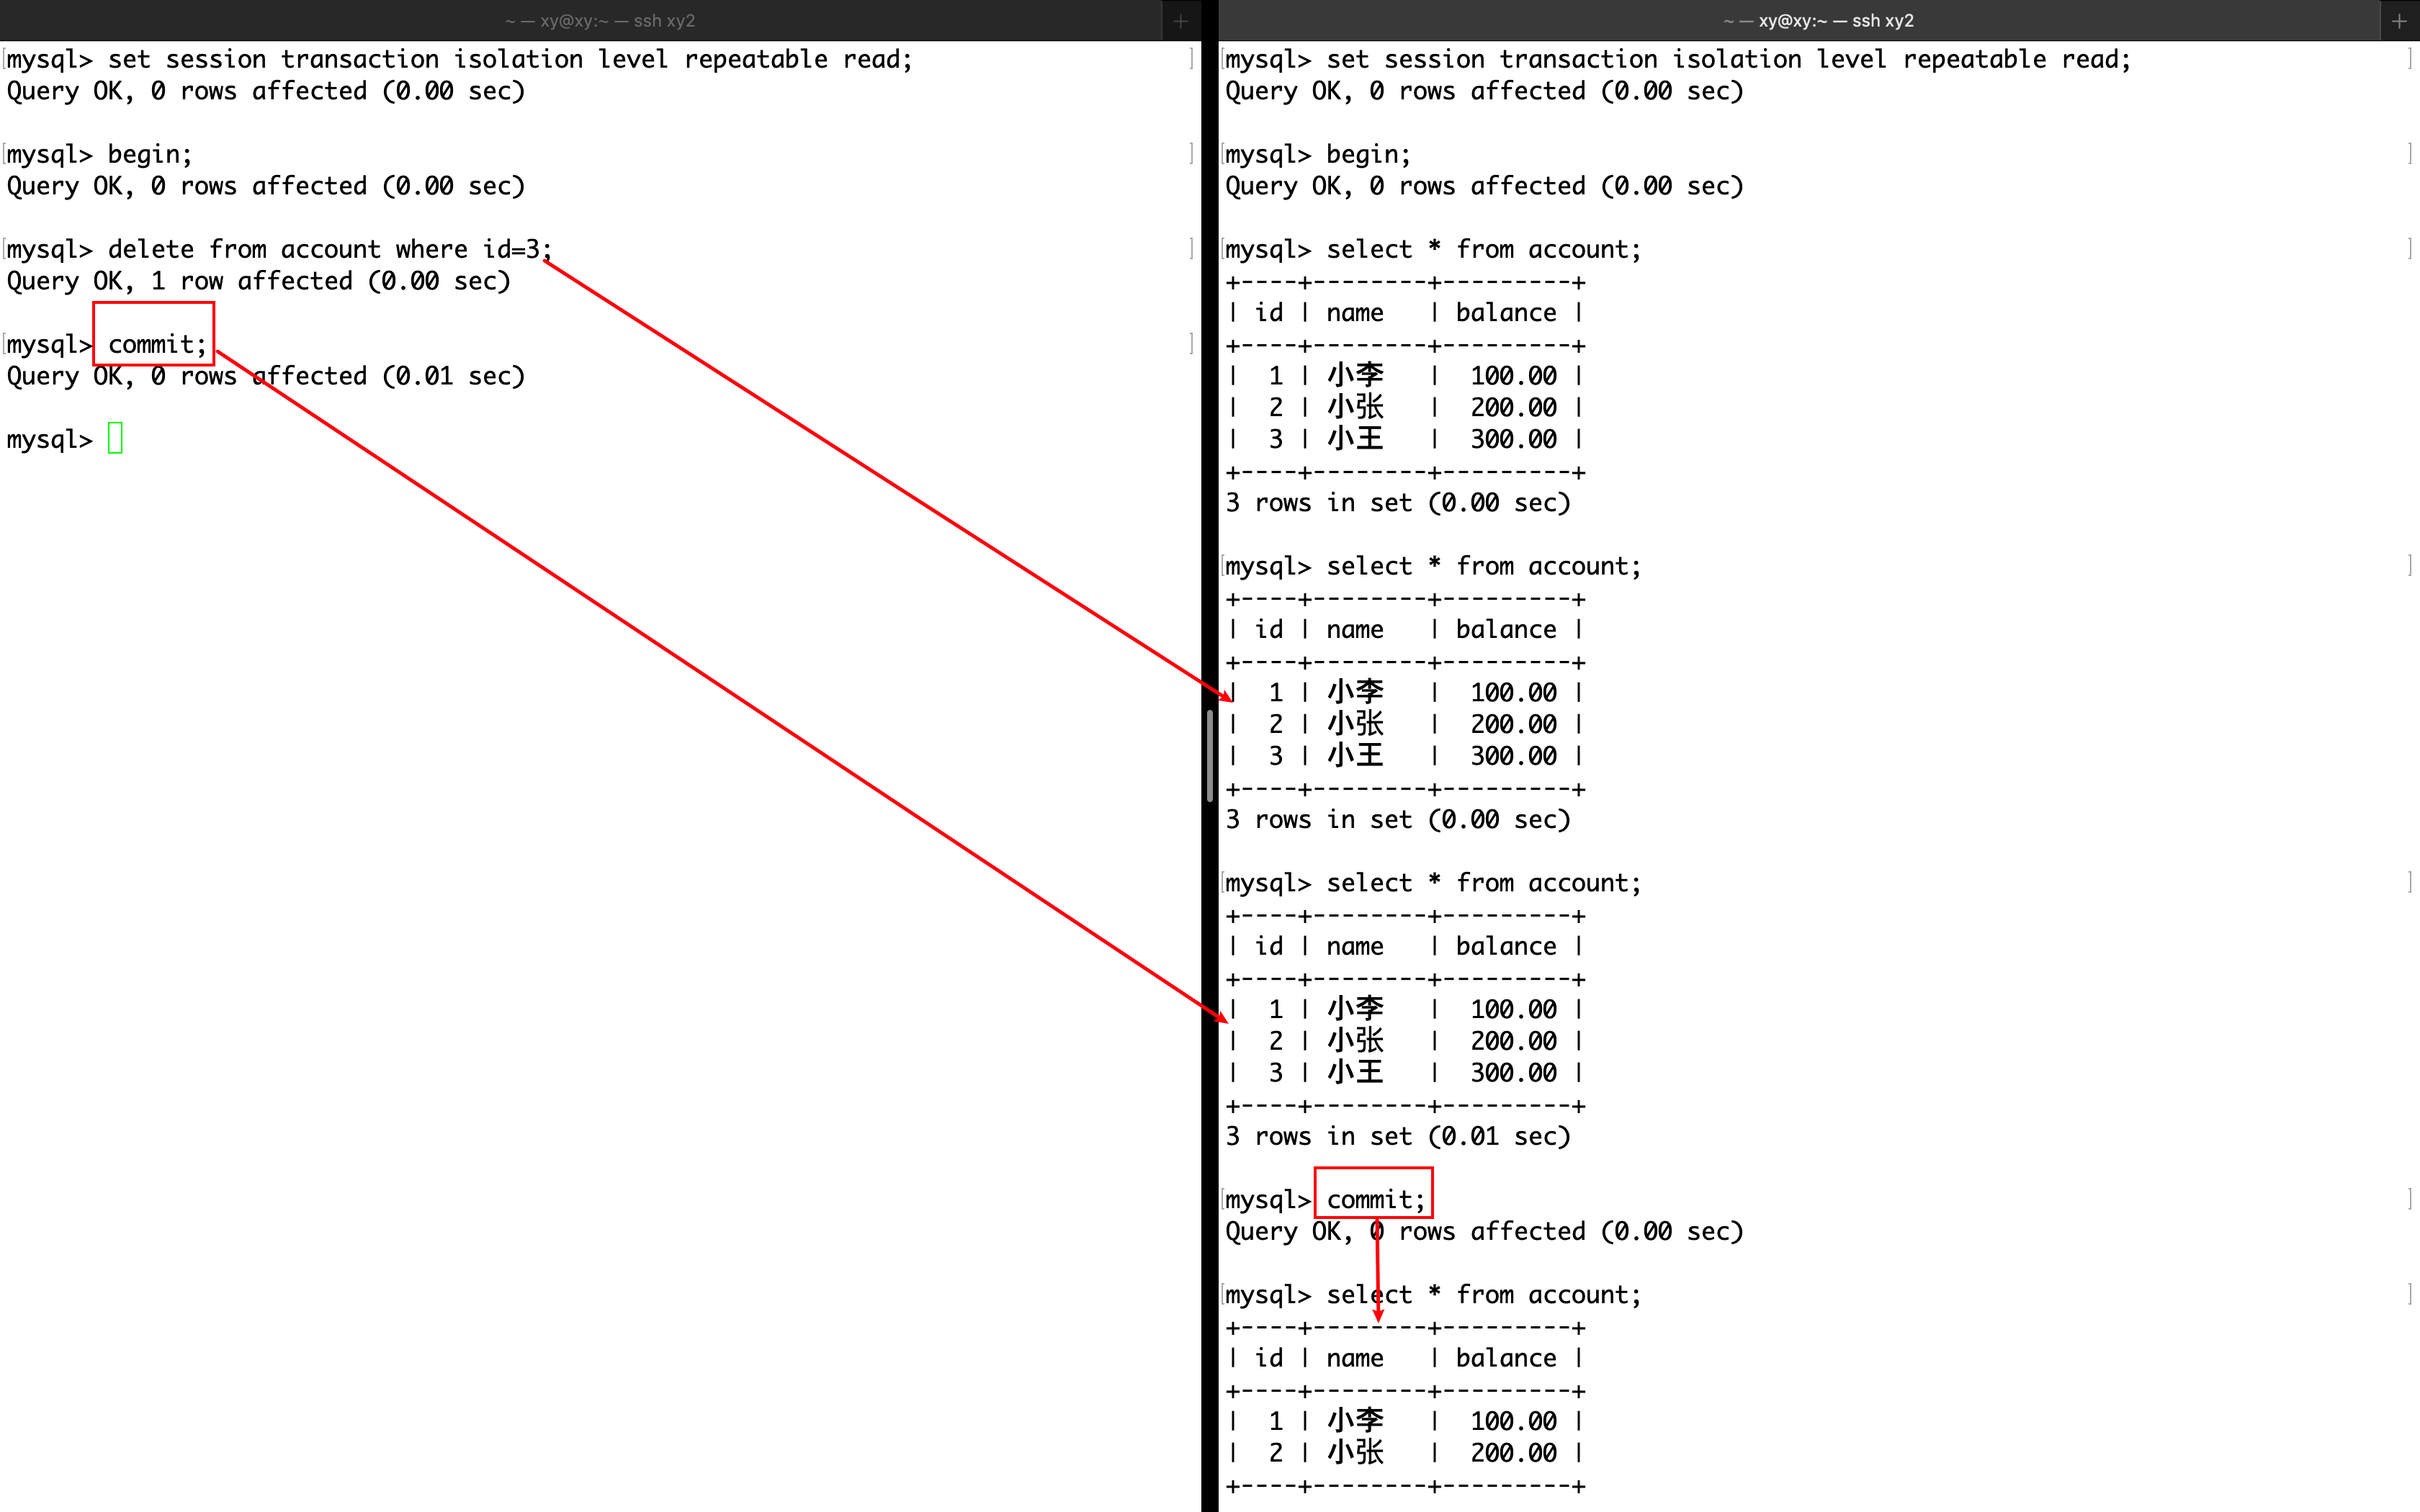 ~ — xy@xy:~ — ssh xy2
mysql> set session transaction isolation level repeatable read;
Query OK, 0 rows affected (0.00 sec)
mysql> begin;
Query OK, 0 rows affected (0.00 sec)
mysql> delete from account where id=3;
Query OK, 1 row affected (0.00 sec)
mysql> commit;
Query OK, 0 rows affected (0.01 sec)
mysql>
~ — xy@xy:~ — ssh xy2
mysql> set session transaction isolation level repeatable read;
Query OK, 0 rows affected (0.00 sec)
mysql> begin;
Query OK, 0 rows affected (0.00 sec)
mysql> select * from account;
+----+--------+---------+
| id | name   | balance |
+----+--------+---------+
|  1 | 小李   |  100.00 |
|  2 | 小张   |  200.00 |
|  3 | 小王   |  300.00 |
+----+--------+---------+
3 rows in set (0.00 sec)
mysql> select * from account;
+----+--------+---------+
| id | name   | balance |
+----+--------+---------+
|  1 | 小李   |  100.00 |
|  2 | 小张   |  200.00 |
|  3 | 小王   |  300.00 |
+----+--------+---------+
3 rows in set (0.00 sec)
mysql> select * from account;
+----+--------+---------+
| id | name   | balance |
+----+--------+---------+
|  1 | 小李   |  100.00 |
|  2 | 小张   |  200.00 |
|  3 | 小王   |  300.00 |
+----+--------+---------+
3 rows in set (0.01 sec)
mysql> commit;
Query OK, 0 rows affected (0.00 sec)
mysql> select * from account;
+----+--------+---------+
| id | name   | balance |
+----+--------+---------+
|  1 | 小李   |  100.00 |
|  2 | 小张   |  200.00 |
+----+--------+---------+